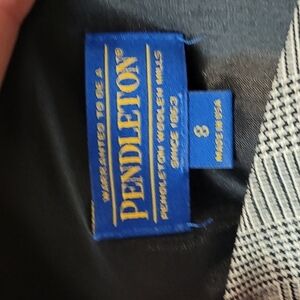 WARRANTED TO BE A
PENDLETON®
PENDLETON WOOLEN MILLS
SINCE 1863
8
MADE IN USA